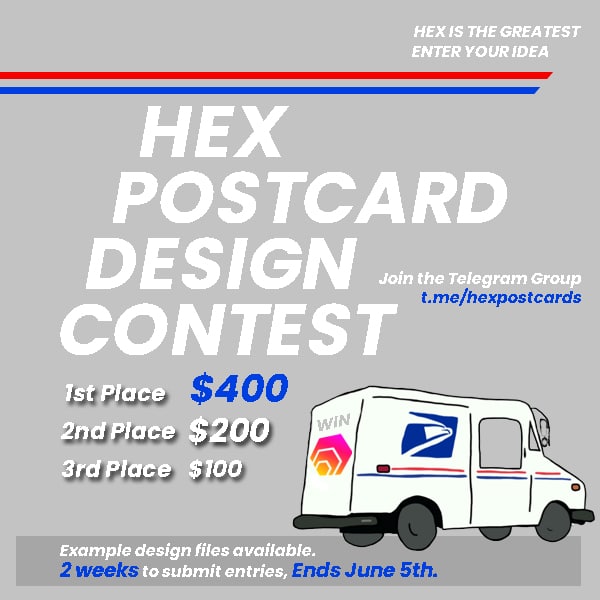 HEX IS THE GREATEST
ENTER YOUR IDEA
HEX
POSTCARD
DESIGN
CONTEST
Join the Telegram Group
t.me/hexpostcards
1st Place $400
2nd Place $200
3rd Place $100
WIN
Example design files available.
2 weeks to submit entries, Ends June 5th.